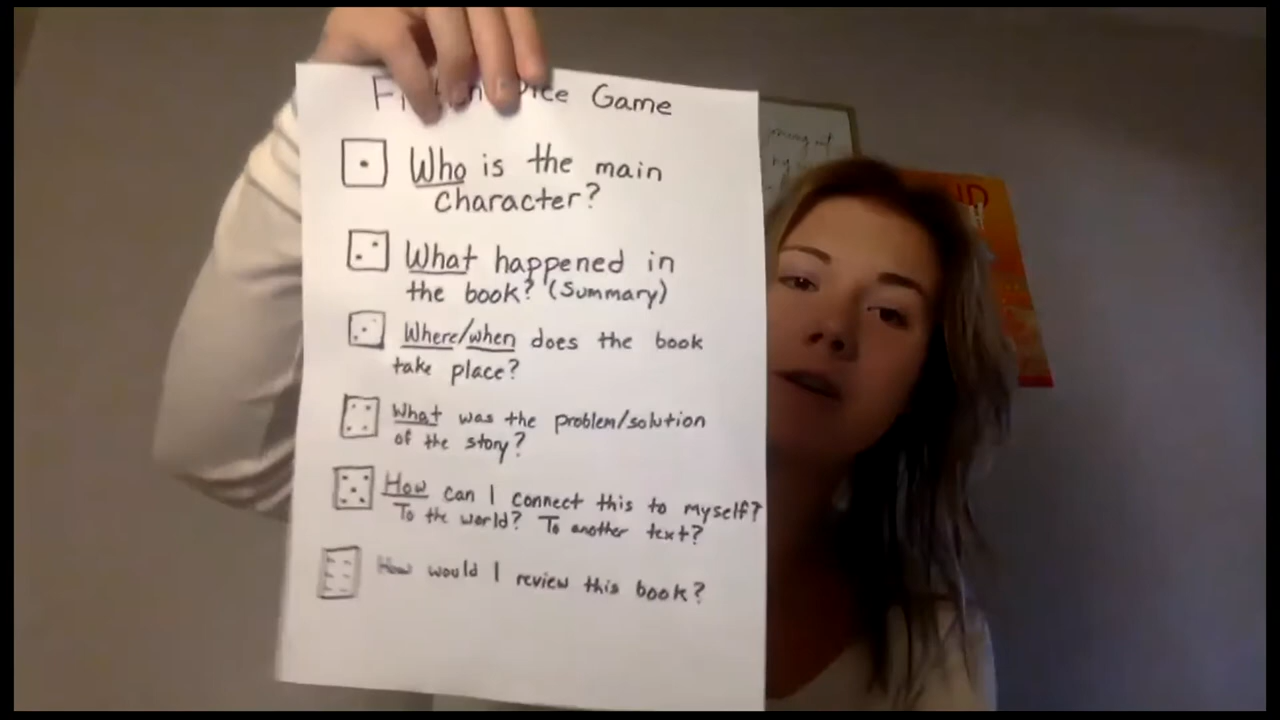 Game
Who is the main
character?
What happened in
the book? (Summary)
Where/when does the book
take place?
What was the problem/solution
of the story?
How can I connect this to myself?
To the world? To another text?
How would I review this book?